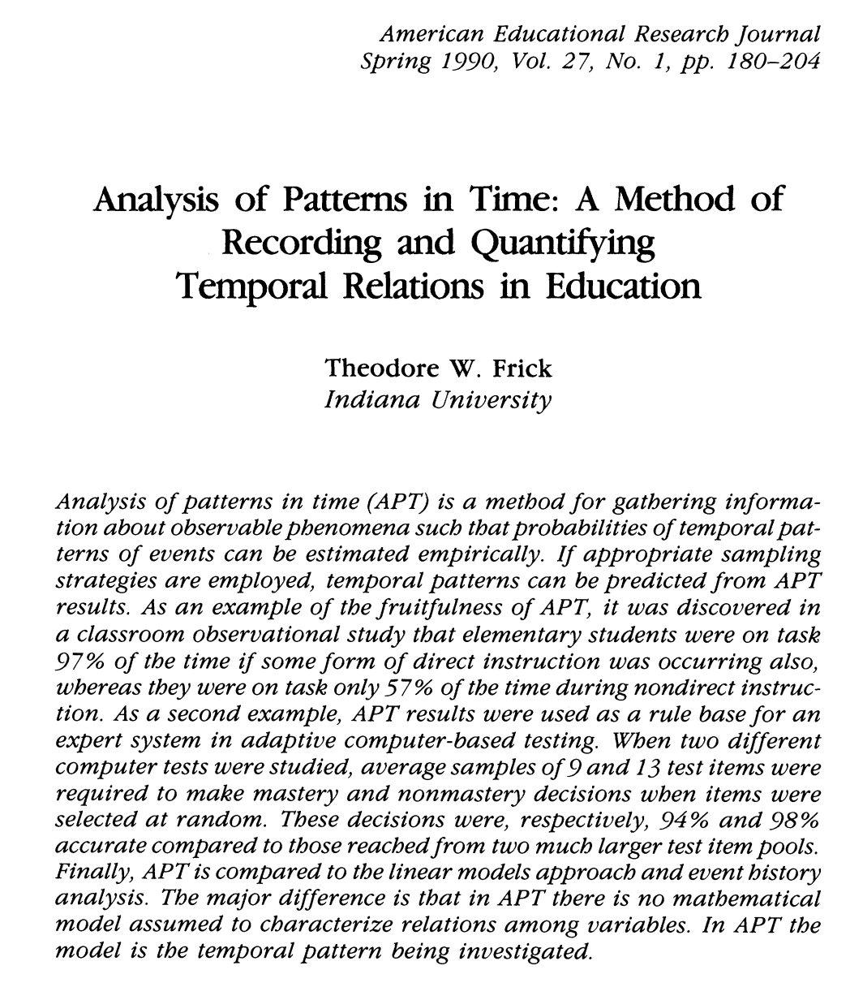 American Educational Research Journal
Spring 1990, Vol. 27, No. 1, pp. 180–204
Analysis of Patterns in Time: A Method of
Recording and Quantifying
Temporal Relations in Education
Theodore W. Frick
Indiana University
Analysis of patterns in time (APT) is a method for gathering informa-
tion about observable phenomena such that probabilities of temporal pat-
terns of events can be estimated empirically. If appropriate sampling
strategies are employed, temporal patterns can be predicted from APT
results. As an example of the fruitfulness of APT, it was discovered in
a classroom observational study that elementary students were on task
97% of the time if some form of direct instruction was occurring also,
whereas they were on task only 57% of the time during nondirect instruc-
tion. As a second example, APT results were used as a rule base for an
expert system in adaptive computer-based testing. When two different
computer tests were studied, average samples of 9 and 13 test items were
required to make mastery and nonmastery decisions when items were
selected at random. These decisions were, respectively, 94% and 98%
accurate compared to those reached from two much larger test item pools.
Finally, APT is compared to the linear models approach and event history
analysis. The major difference is that in APT there is no mathematical
model assumed to characterize relations among variables. In APT the
model is the temporal pattern being investigated.